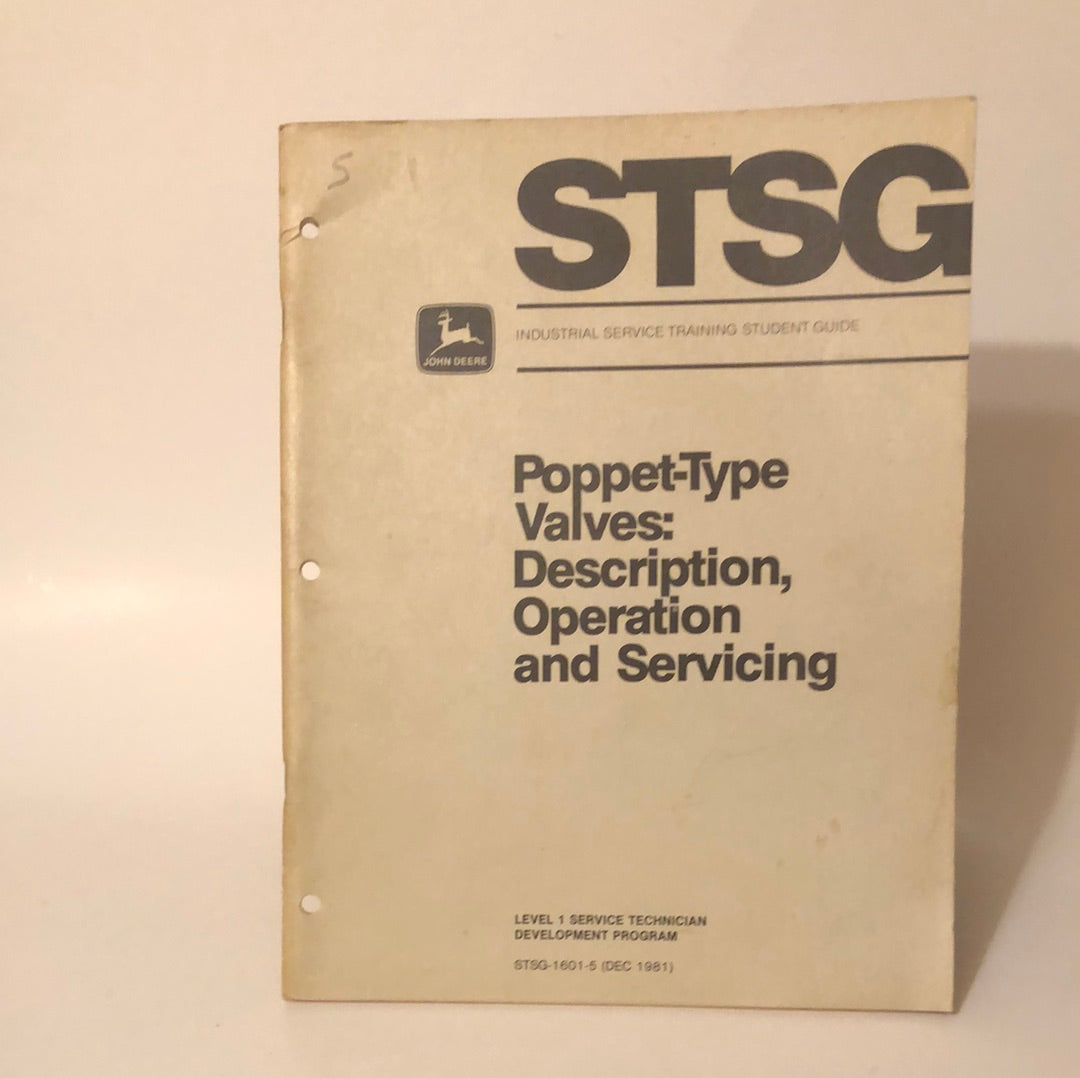 5
STSG
INDUSTRIAL SERVICE TRAINING STUDENT GUIDE
JOHN DEERE
Poppet-Type
Valves:
Description,
Operation
and Servicing
LEVEL 1 SERVICE TECHNICIAN
DEVELOPMENT PROGRAM
STSG-1601-5 (DEC 1981)